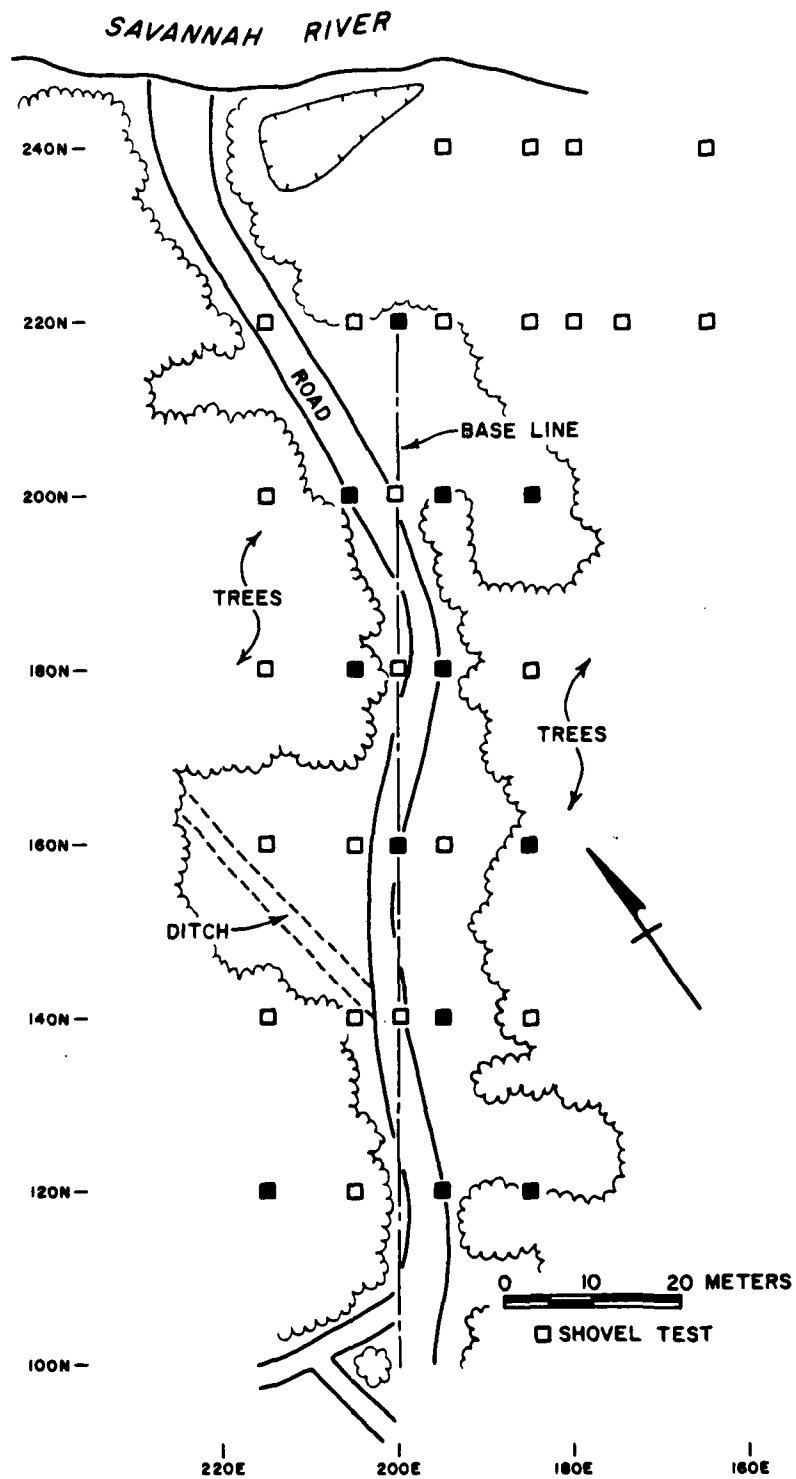 SAVANNAH RIVER
240N
220N
ROAD
BASE LINE
200N
TREES
180N
TREES
160N
DITCH
140N
120N
0 10 20 METERS
SHOVEL TEST
100N
220E 200E 180E 160E